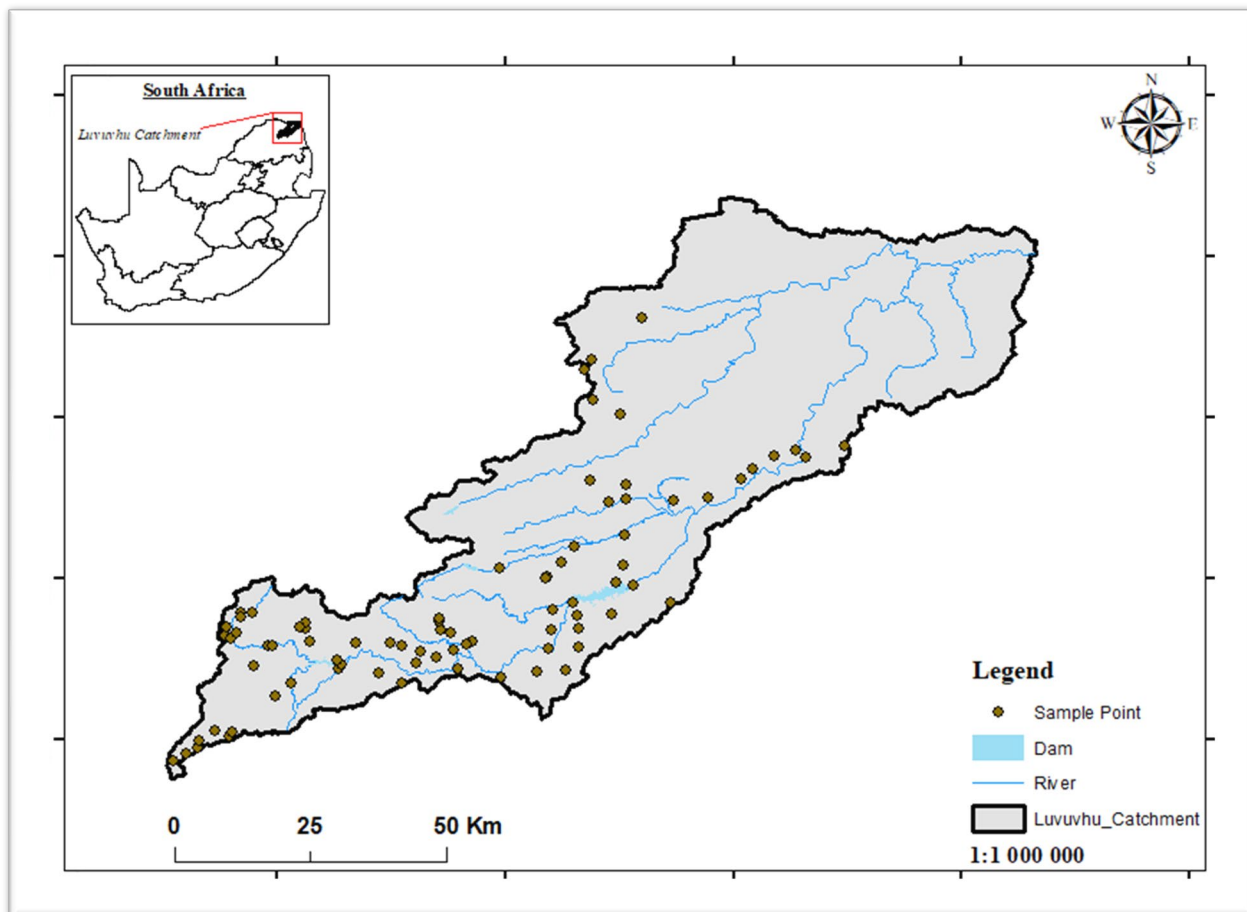 South Africa
Luvuvhu Catchment
N
W E
S
Legend
Sample Point
Dam
River
Luvuvhu_Catchment
1:1 000 000
0 25 50 Km